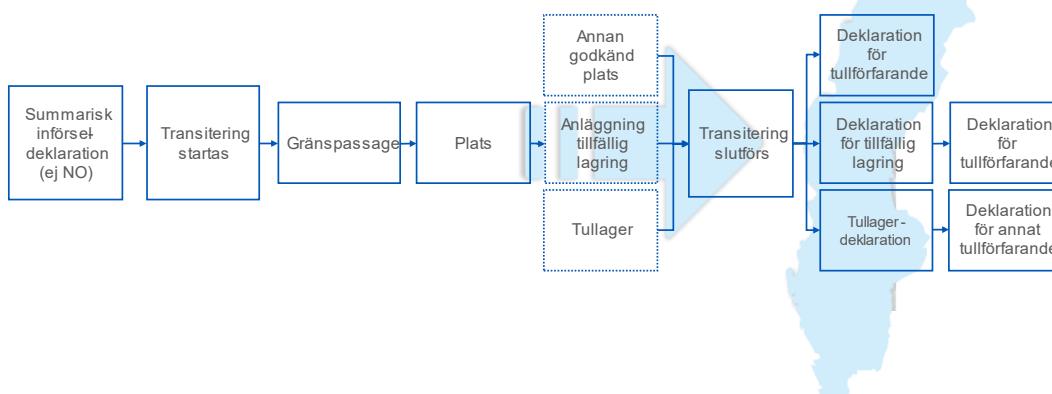 Summarisk
införsel-
deklaration
(ej NO)
Transitering
startas
Gränspassage
Plats
Annan
godkänd
plats
Anläggning
tillfällig
lagring
Tullager
Transitering
slutförs
Deklaration
för
tullförfarande
Deklaration
för tillfällig
lagring
Tullager-
deklaration
Deklaration
för
tullförfarande
Deklaration
för annat
tullförfarande